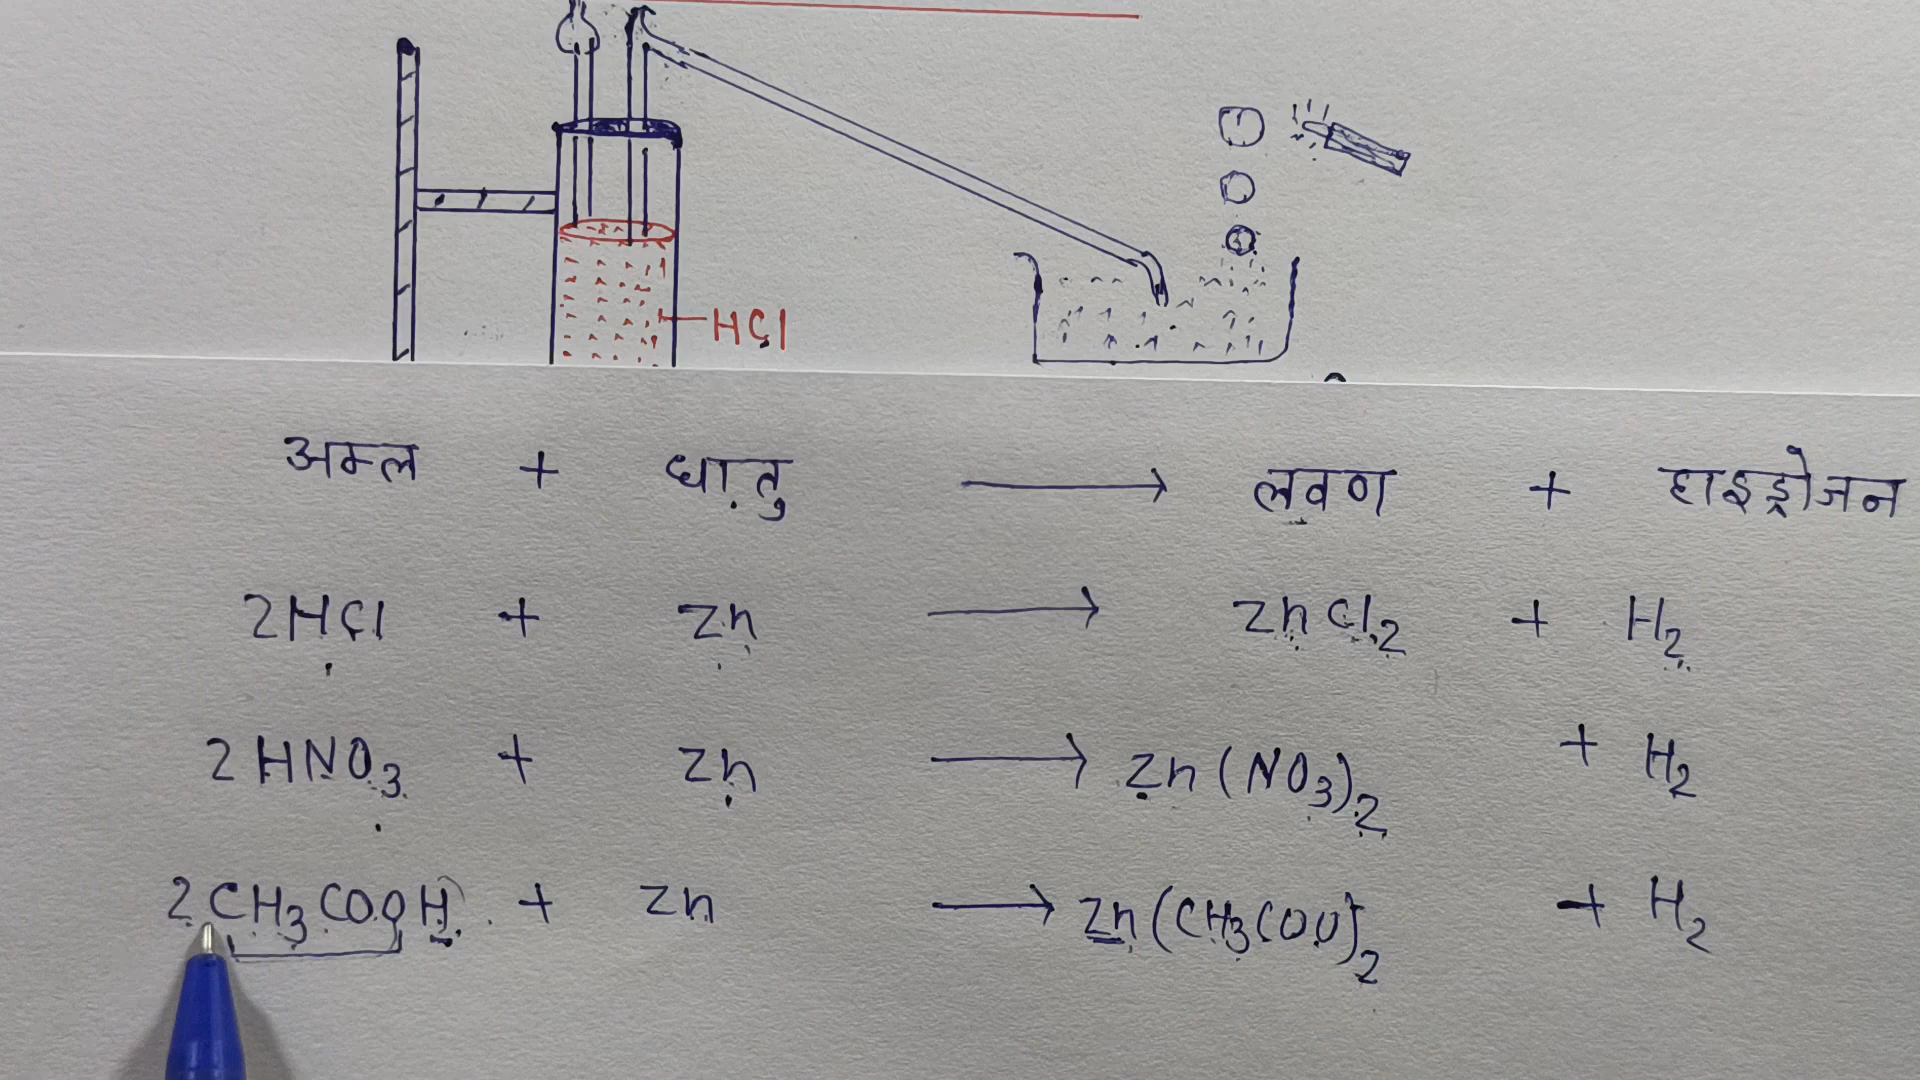 HCl
अम्ल + धातु → लवण + हाइड्रोजन
2HCl + Zn → ZnCl₂ + H₂
2HNO₃ + Zn → Zn(NO₃)₂ + H₂
2CH₃COOH + Zn → Zn(CH₃COO)₂ + H₂